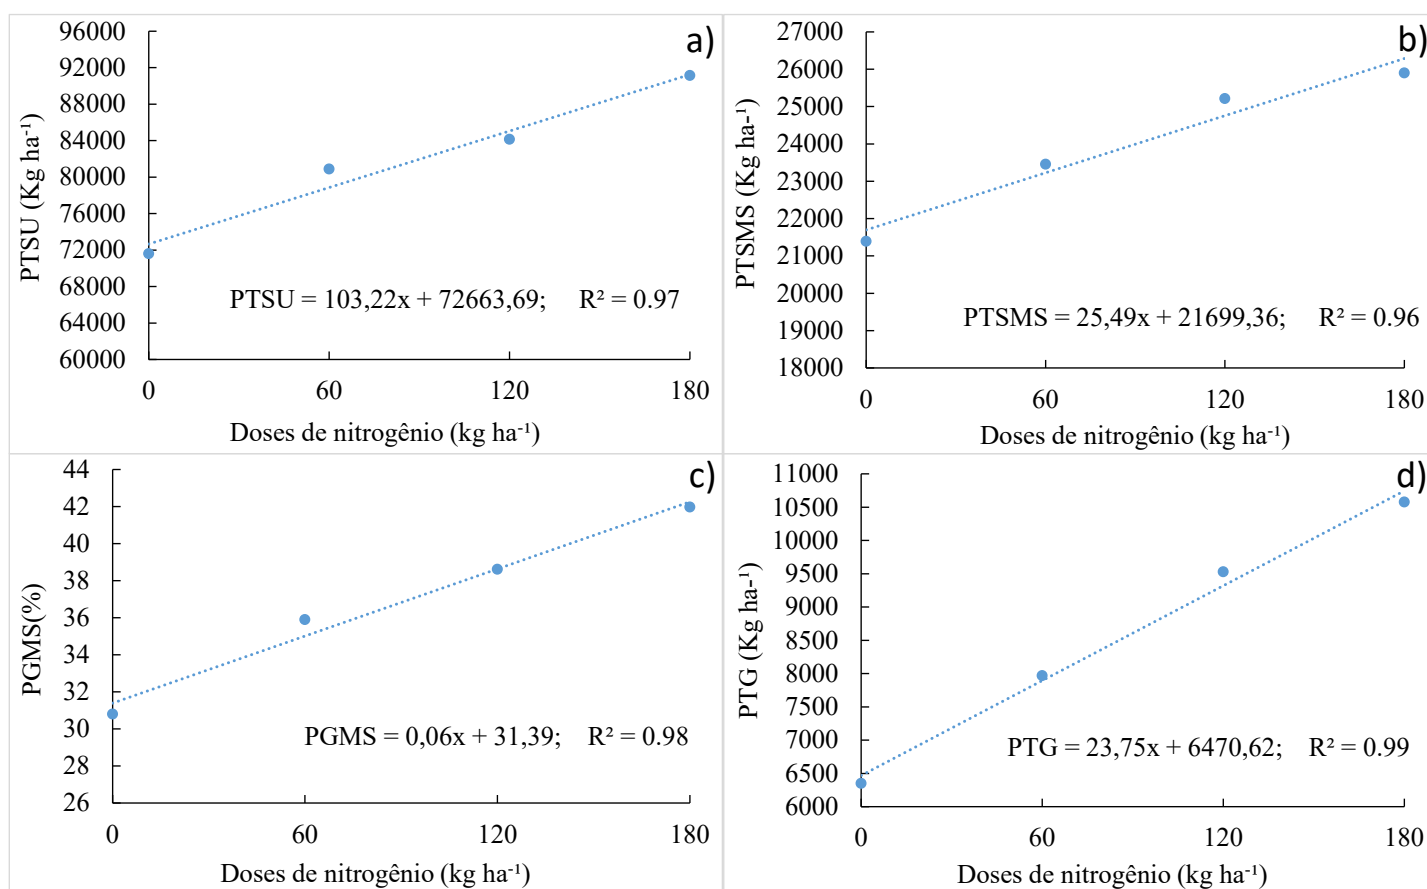 a)
96000
92000
88000
84000
80000
76000
72000
68000
64000
60000
PTSU (Kg ha⁻¹)
PTSU = 103,22x + 72663,69; R² = 0.97
0 60 120 180
Doses de nitrogênio (kg ha⁻¹)
b)
27000
26000
25000
24000
23000
22000
21000
20000
19000
18000
PTSMS (Kg ha-¹)
PTSMS = 25,49x + 21699,36; R² = 0.96
0 60 120 180
Doses de nitrogênio (kg ha⁻¹)
c)
44
42
40
38
36
34
32
30
28
26
PGMS(%)
PGMS = 0,06x + 31,39; R² = 0.98
0 60 120 180
Doses de nitrogênio (kg ha⁻¹)
d)
11000
10500
10000
9500
9000
8500
8000
7500
7000
6500
6000
PTG (Kg ha-¹)
PTG = 23,75x + 6470,62; R² = 0.99
0 60 120 180
Doses de nitrogênio (kg ha⁻¹)